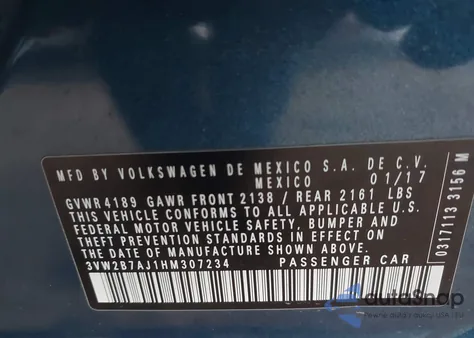 MFD BY VOLKSWAGEN DE MEXICO S.A. DE C.V.
MEXICO 01/17
GVWR 4189 GAWR FRONT 2138 / REAR 2161 LBS
THIS VEHICLE CONFORMS TO ALL APPLICABLE U.S.
FEDERAL MOTOR VEHICLE SAFETY, BUMPER AND
THEFT PREVENTION STANDARDS IN EFFECT ON
THE DATE OF MANUFACTURE SHOWN ABOVE.
3VW2B7AJ1HM307234 PASSENGER CAR
0317113 3156 M
autoSnap